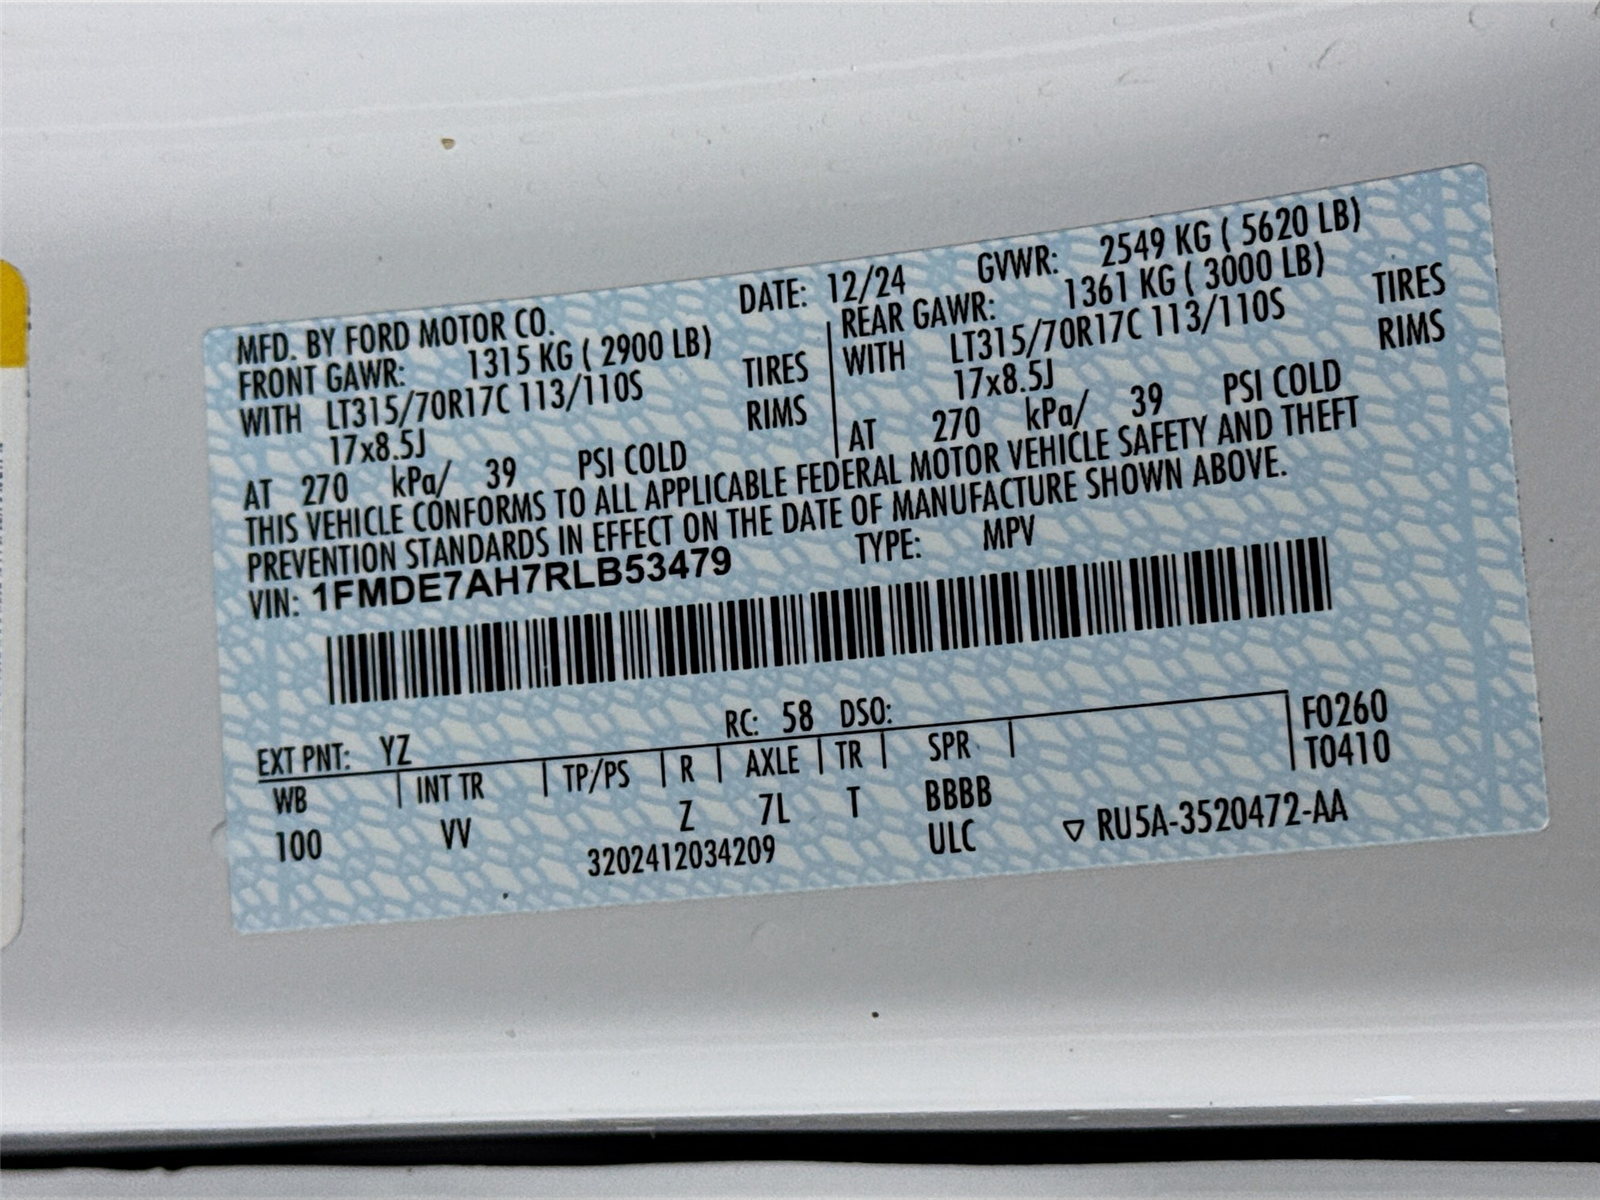 MFD. BY FORD MOTOR CO. DATE: 12/24 GVWR: 2549 KG ( 5620 LB)
FRONT GAWR: 1315 KG ( 2900 LB) REAR GAWR: 1361 KG ( 3000 LB)
WITH LT315/70R17C 113/110S TIRES WITH LT315/70R17C 113/110S TIRES
17x8.5J RIMS 17x8.5J RIMS
AT 270 kPa/ 39 PSI COLD AT 270 kPa/ 39 PSI COLD
THIS VEHICLE CONFORMS TO ALL APPLICABLE FEDERAL MOTOR VEHICLE SAFETY AND THEFT
PREVENTION STANDARDS IN EFFECT ON THE DATE OF MANUFACTURE SHOWN ABOVE.
VIN: 1FMDE7AH7RLB53479 TYPE: MPV
EXT PNT: YZ RC: 58 DSO: F0260
WB INT TR TP/PS R AXLE TR SPR T0410
100 VV Z 7L T BBBB
3202412034209 ULC ▽ RU5A-3520472-AA